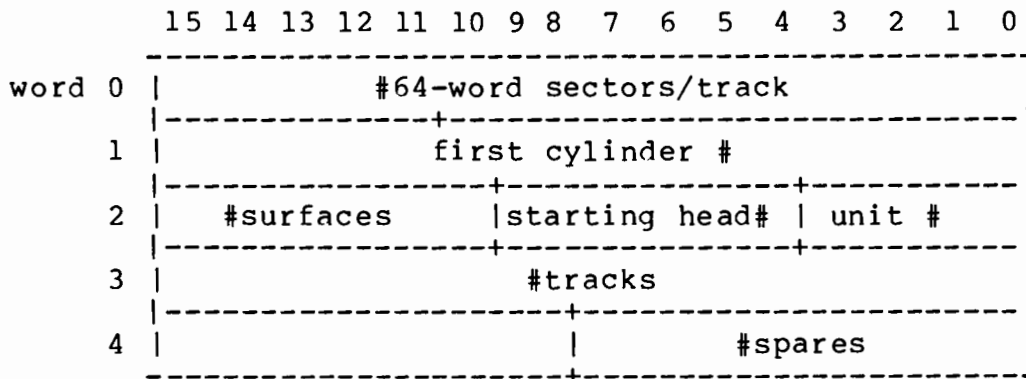 15 14 13 12 11 10 9 8 7 6 5 4 3 2 1 0
word 0 | #64-word sectors/track
1 | first cylinder #
2 | #surfaces |starting head# | unit #
3 | #tracks
4 | | #spares